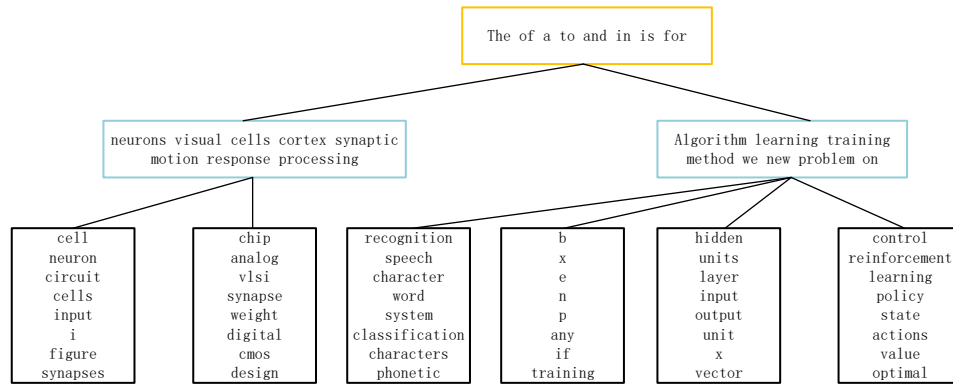 The of a to and in is for
neurons visual cells cortex synaptic
motion response processing
Algorithm learning training
method we new problem on
cell
neuron
circuit
cells
input
i
figure
synapses
chip
analog
vlsi
synapse
weight
digital
cmos
design
recognition
speech
character
word
system
classification
characters
phonetic
b
x
e
n
p
any
if
training
hidden
units
layer
input
output
unit
x
vector
control
reinforcement
learning
policy
state
actions
value
optimal